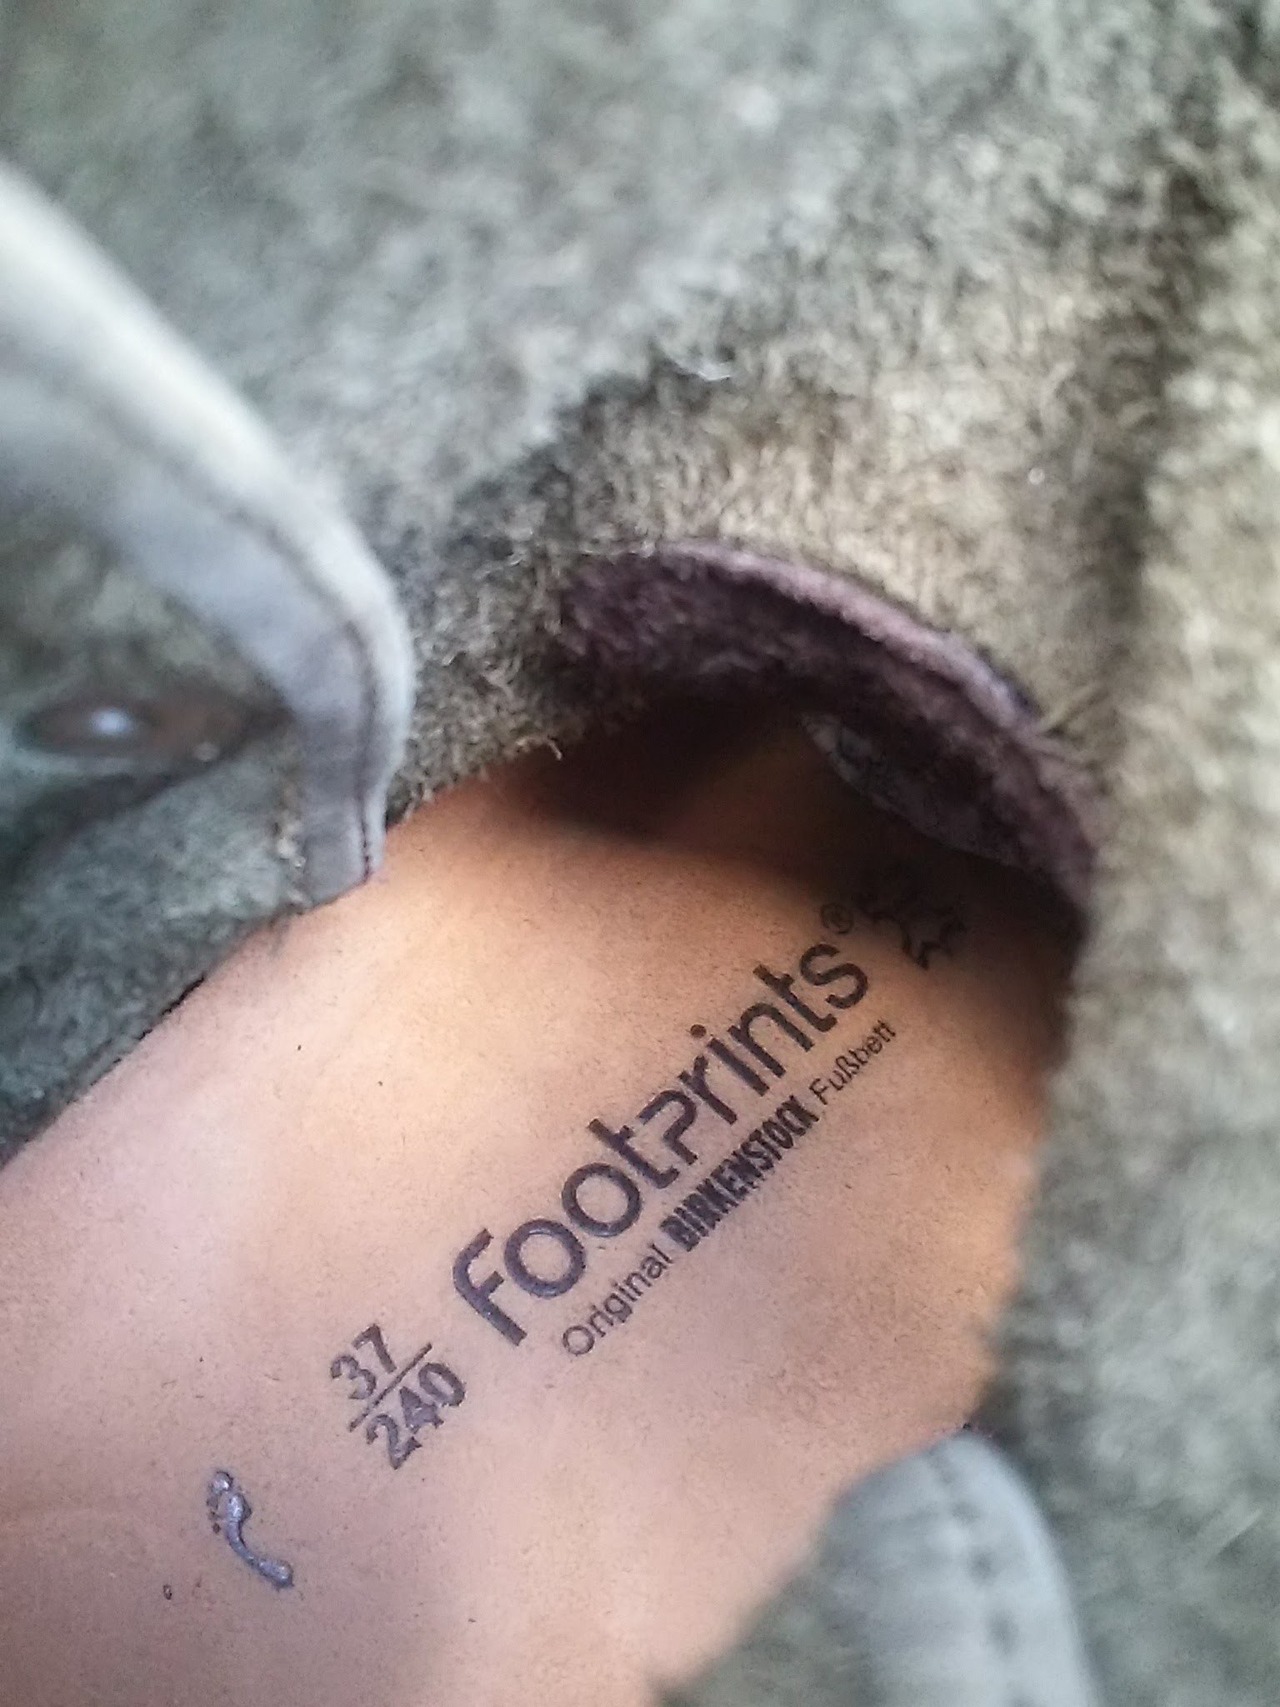 FootPrints®
Original BIRKENSTOCK Fußbett
37
240